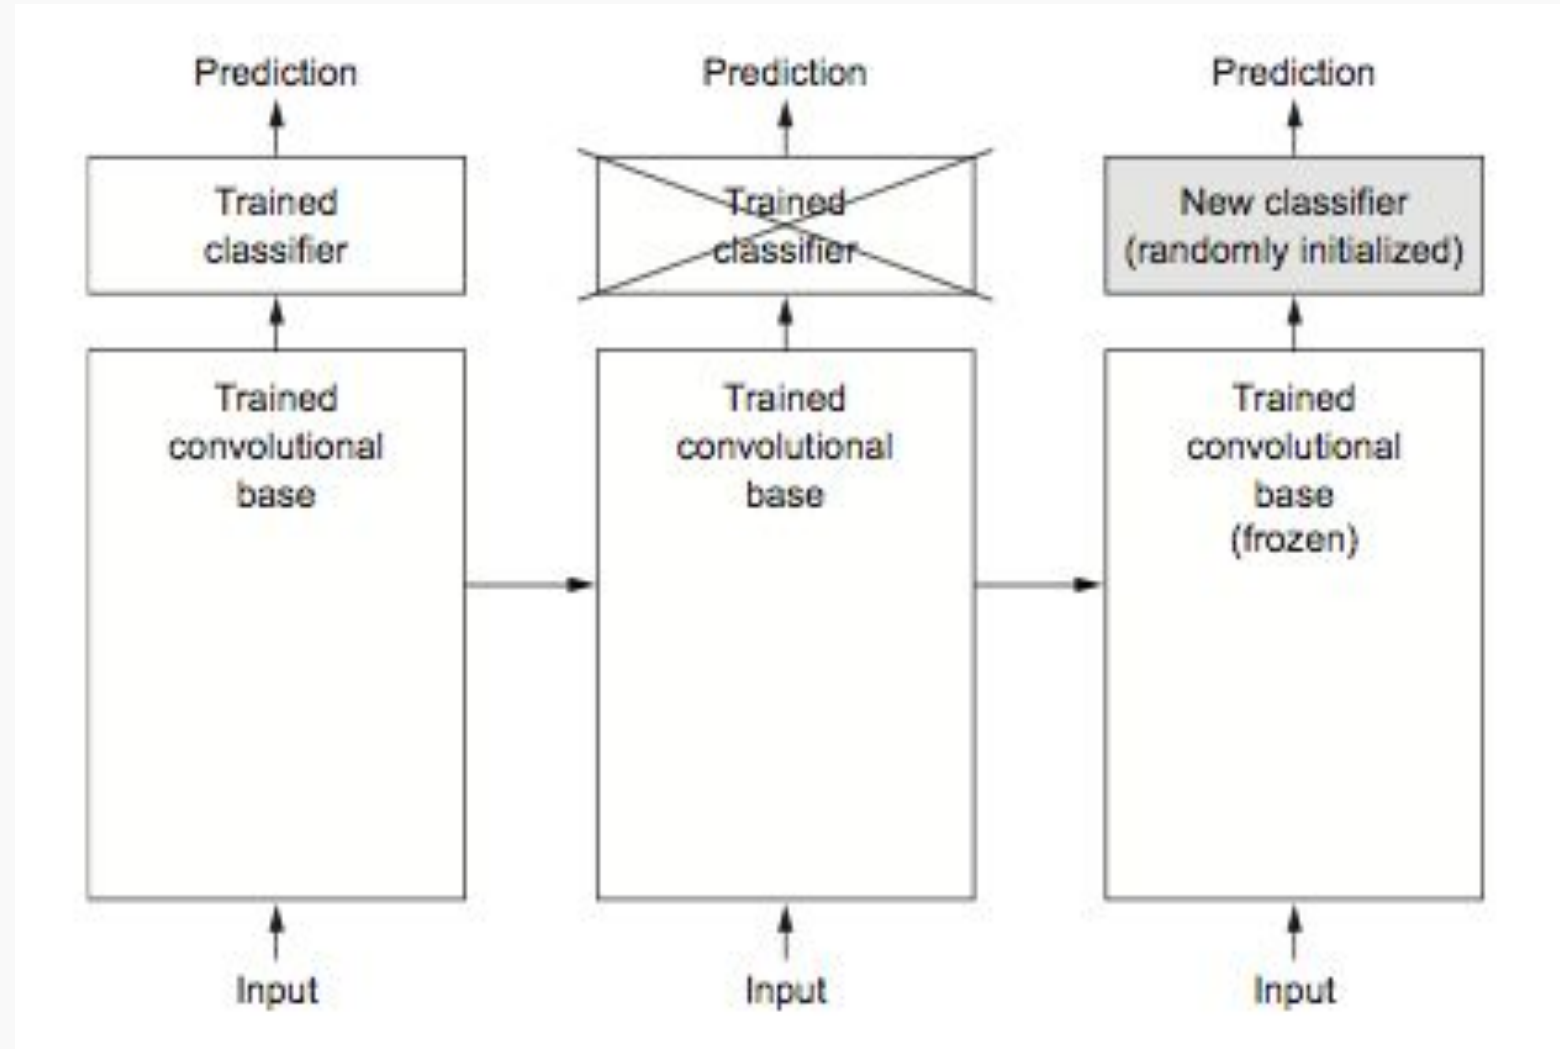 Prediction
Trained
classifier
Trained
convolutional
base
Input
Prediction
Trained
classifier
Trained
convolutional
base
Input
Prediction
New classifier
(randomly initialized)
Trained
convolutional
base
(frozen)
Input